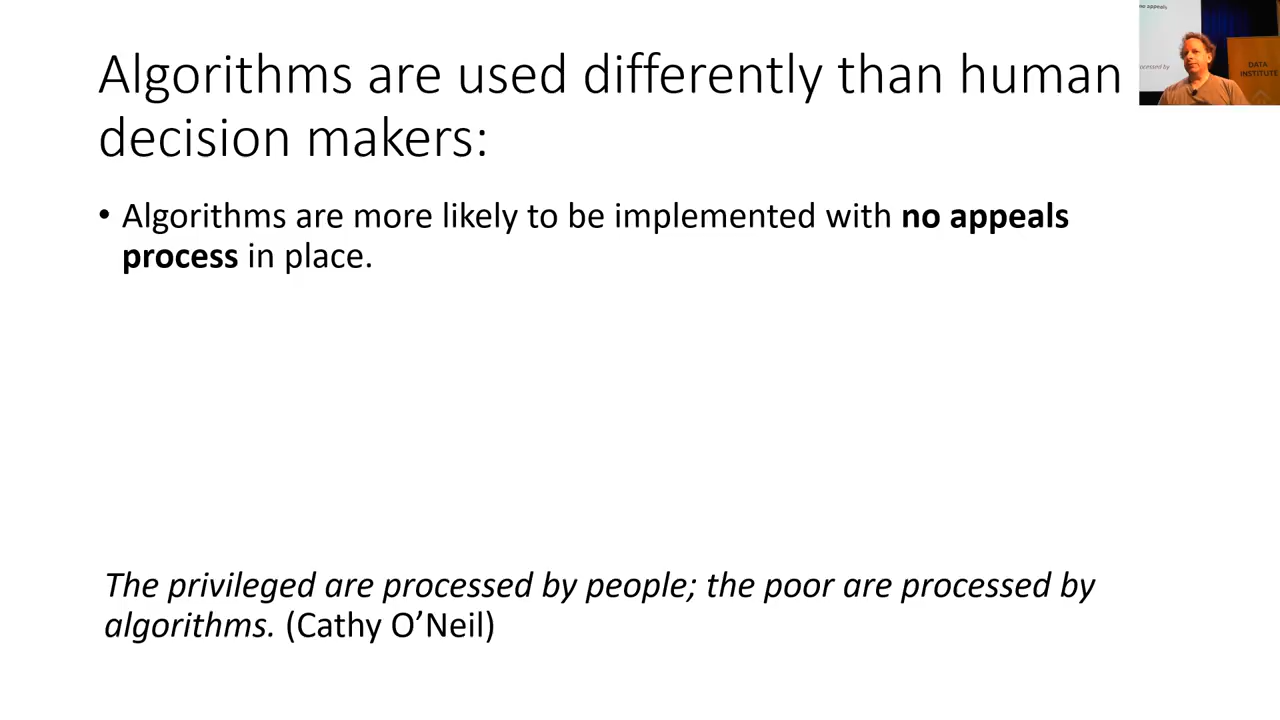 Algorithms are used differently than human
decision makers:
• Algorithms are more likely to be implemented with no appeals
process in place.
The privileged are processed by people; the poor are processed by
algorithms. (Cathy O’Neil)
appeals
DATA
INSTITUTE